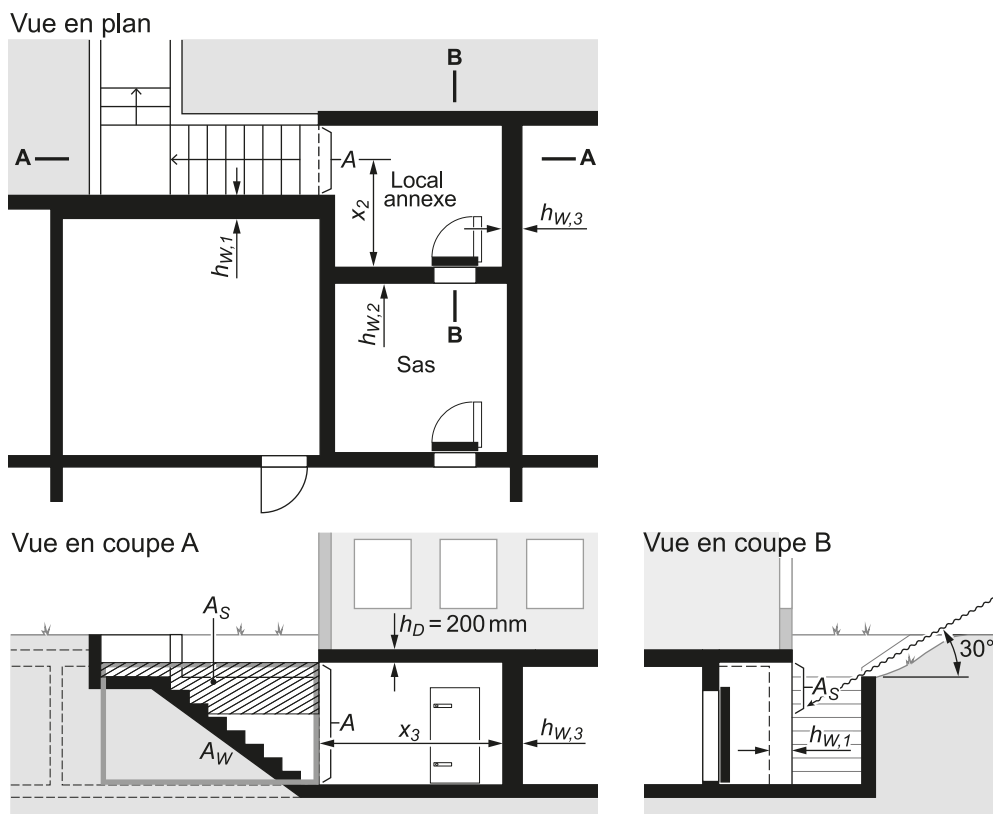 Vue en plan
B
A
A
A
Local
annexe
x2
hW,1
hW,3
hW,2
B
Sas
Vue en coupe A
Vue en coupe B
AS
hD = 200 mm
30°
AS
A
x3
hW,3
hW,1
AW